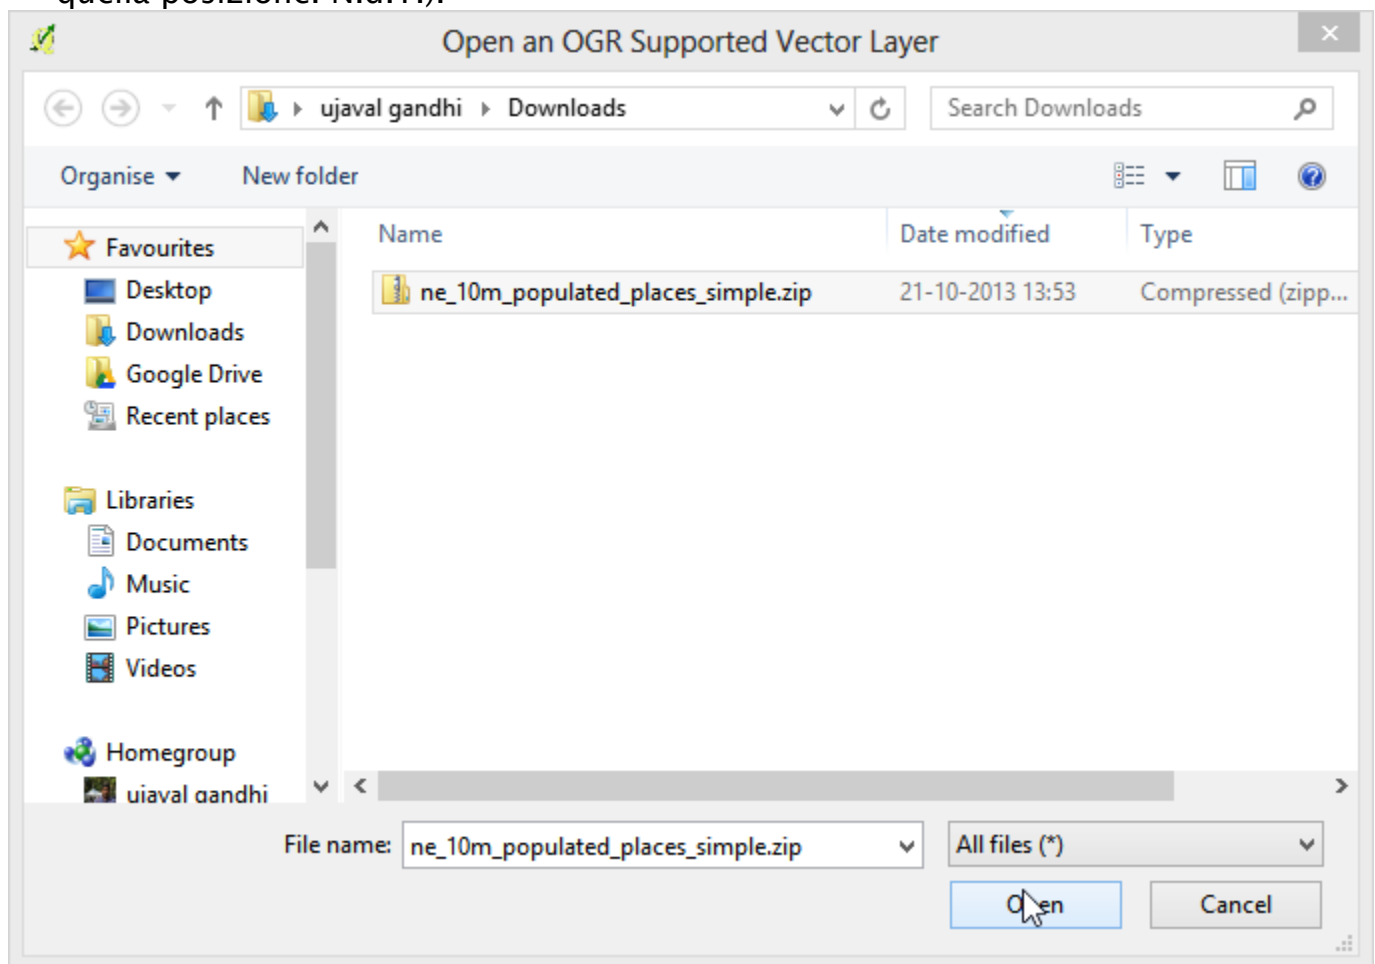 quella posizione. N.d.T.).
Open an OGR Supported Vector Layer
ujaval gandhi Downloads
Search Downloads
Organise New folder
Name Date modified Type
Favourites
ne_10m_populated_places_simple.zip 21-10-2013 13:53 Compressed (zipp...
Desktop
Downloads
Google Drive
Recent places
Libraries
Documents
Music
Pictures
Videos
Homegroup
ujaval gandhi
File name: ne_10m_populated_places_simple.zip All files (*)
Open Cancel